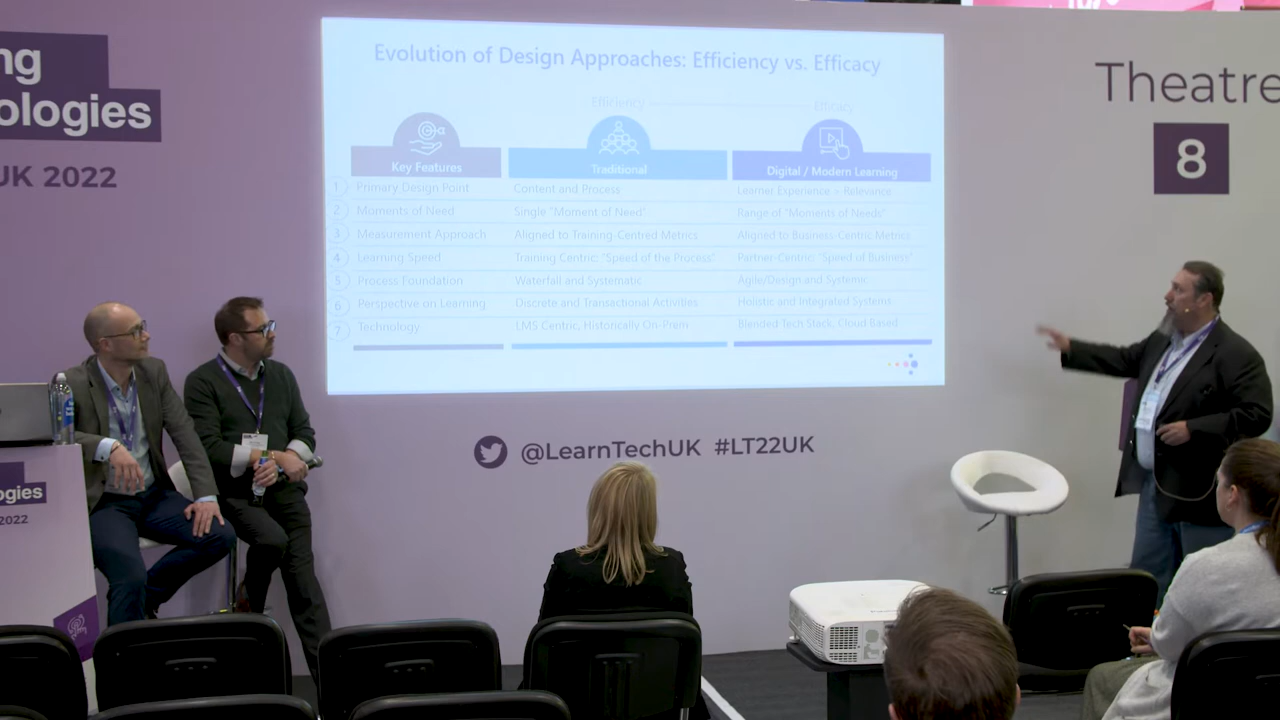 ng
ologies
UK 2022
Evolution of Design Approaches: Efficiency vs. Efficacy
Efficiency
Efficacy
Key Features
Traditional
Digital / Modern Learning
1 Primary Design Point
Content and Process
Learner Experience + Relevance
2 Moments of Need
Single "Moment of Need"
Range of "Moments of Needs"
3 Measurement Approach
Aligned to Training-Centred Metrics
Aligned to Business-Centric Metrics
4 Learning Speed
Training Centric: "Speed of the Process"
Partner-Centric: "Speed of Business"
5 Process Foundation
Waterfall and Systematic
Agile/Design and Systemic
6 Perspective on Learning
Discrete and Transactional Activities
Holistic and Integrated Systems
7 Technology
LMS Centric, Historically On-Prem
Blended Tech Stack, Cloud Based
Theatre
8
@LearnTechUK #LT22UK
ogies
2022